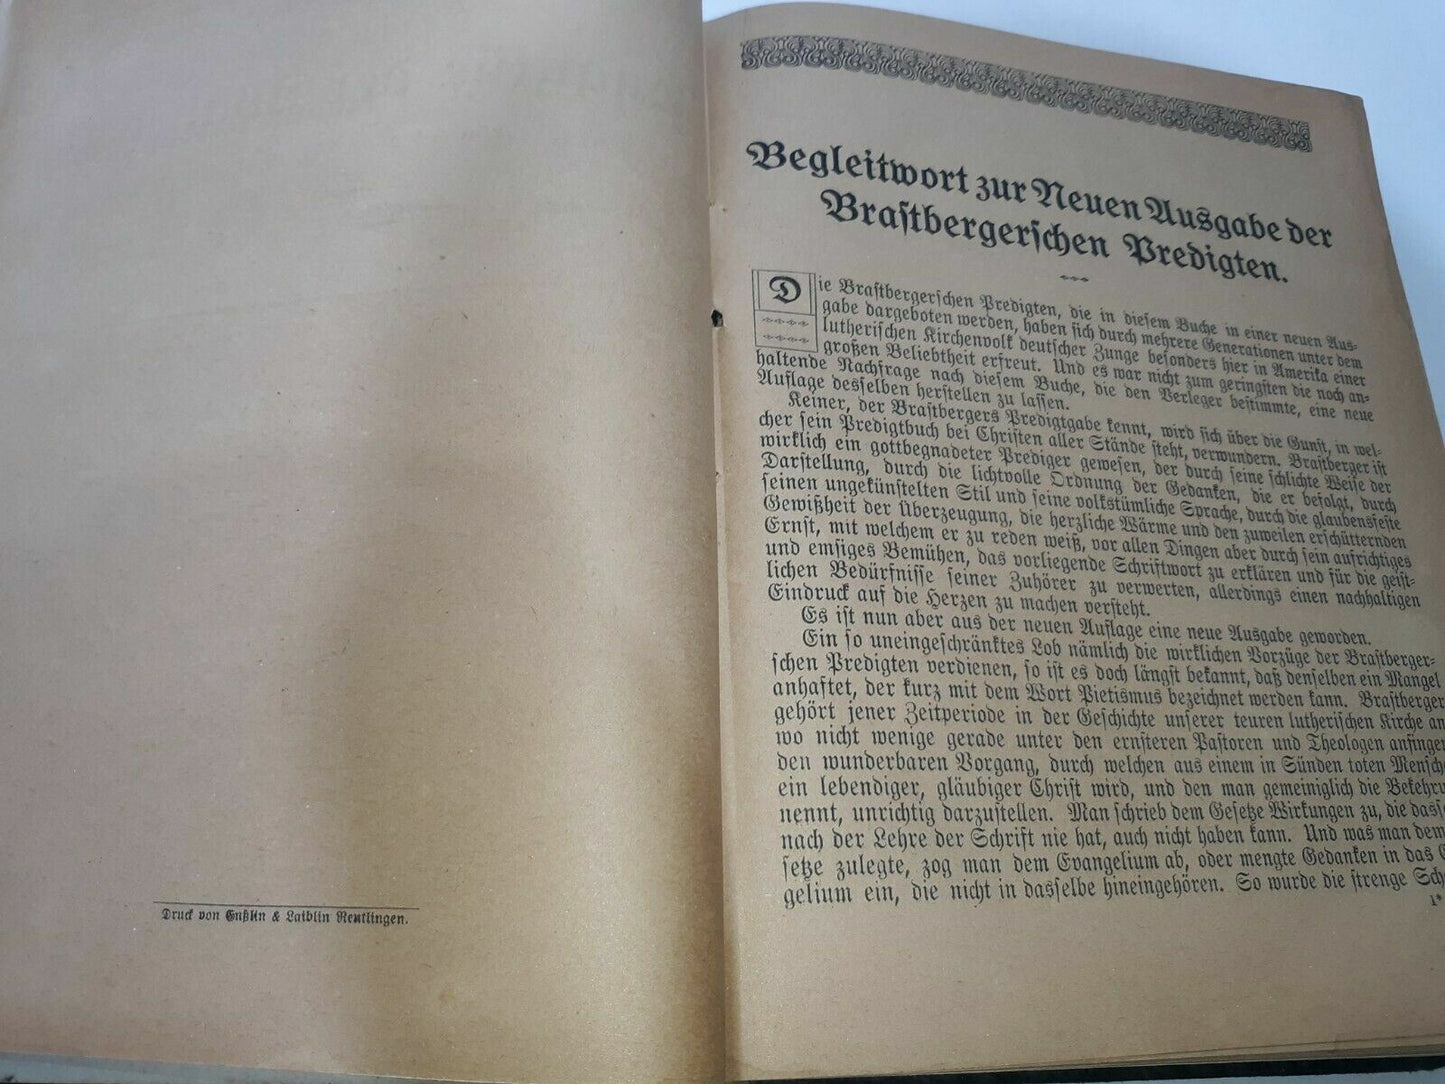 Druck von Enßlin & Laiblin Reutlingen.
Begleitwort zur Neuen Ausgabe der
Braſtbergerſchen Predigten.
Die Braſtbergerſchen Predigten, die in dieſem Buche in einer neuen Aus-
gabe dargeboten werden, haben ſich durch mehrere Generationen unter dem
lutheriſchen Kirchenvolk deutſcher Zunge beſonders hier in Amerika einer
großen Beliebtheit erfreut. Und es war nicht zum geringſten die noch an-
haltende Nachfrage nach dieſem Buche, die den Verleger beſtimmte, eine neue
Auflage desſelben herſtellen zu laſſen.
Keiner, der Braſtbergers Predigtgabe kennt, wird ſich über die Gunſt, in wel-
cher ſein Predigtbuch bei Chriſten aller Stände ſteht, verwundern. Braſtberger iſt
wirklich ein gottbegnadeter Prediger geweſen, der durch ſeine ſchlichte Weiſe der
Darſtellung, durch die lichtvolle Ordnung der Gedanken, die er befolgt, durch
ſeinen ungekünſtelten Stil und ſeine volkstümliche Sprache, durch die glaubensfeſte
Gewißheit der Überzeugung, die herzliche Wärme und den zuweilen erſchütternden
Ernſt, mit welchem er zu reden weiß, vor allen Dingen aber durch ſein aufrichtiges
und emſiges Bemühen, das vorliegende Schriftwort zu erklären und für die geiſt-
lichen Bedürfniſſe ſeiner Zuhörer zu verwerten, allerdings einen nachhaltigen
Eindruck auf die Herzen zu machen verſteht.
Es iſt nun aber aus der neuen Auflage eine neue Ausgabe geworden.
Ein ſo uneingeſchränktes Lob nämlich die wirklichen Vorzüge der Braſtberger-
ſchen Predigten verdienen, ſo iſt es doch längſt bekannt, daß denſelben ein Mangel
anhaftet, der kurz mit dem Wort Pietismus bezeichnet werden kann. Braſtberger
gehört jener Zeitperiode in der Geſchichte unſerer teuren lutheriſchen Kirche an
wo nicht wenige gerade unter den ernſteren Paſtoren und Theologen anfingen
den wunderbaren Vorgang, durch welchen aus einem in Sünden toten Menſch
ein lebendiger, gläubiger Chriſt wird, und den man gemeiniglich die Bekehru
nennt, unrichtig darzuſtellen. Man ſchrieb dem Geſetze Wirkungen zu, die dasſ
nach der Lehre der Schrift nie hat, auch nicht haben kann. Und was man dem
ſetze zulegte, zog man dem Evangelium ab, oder mengte Gedanken in das E
gelium ein, die nicht in dasſelbe hineingehören. So wurde die ſtrenge Sch
1*